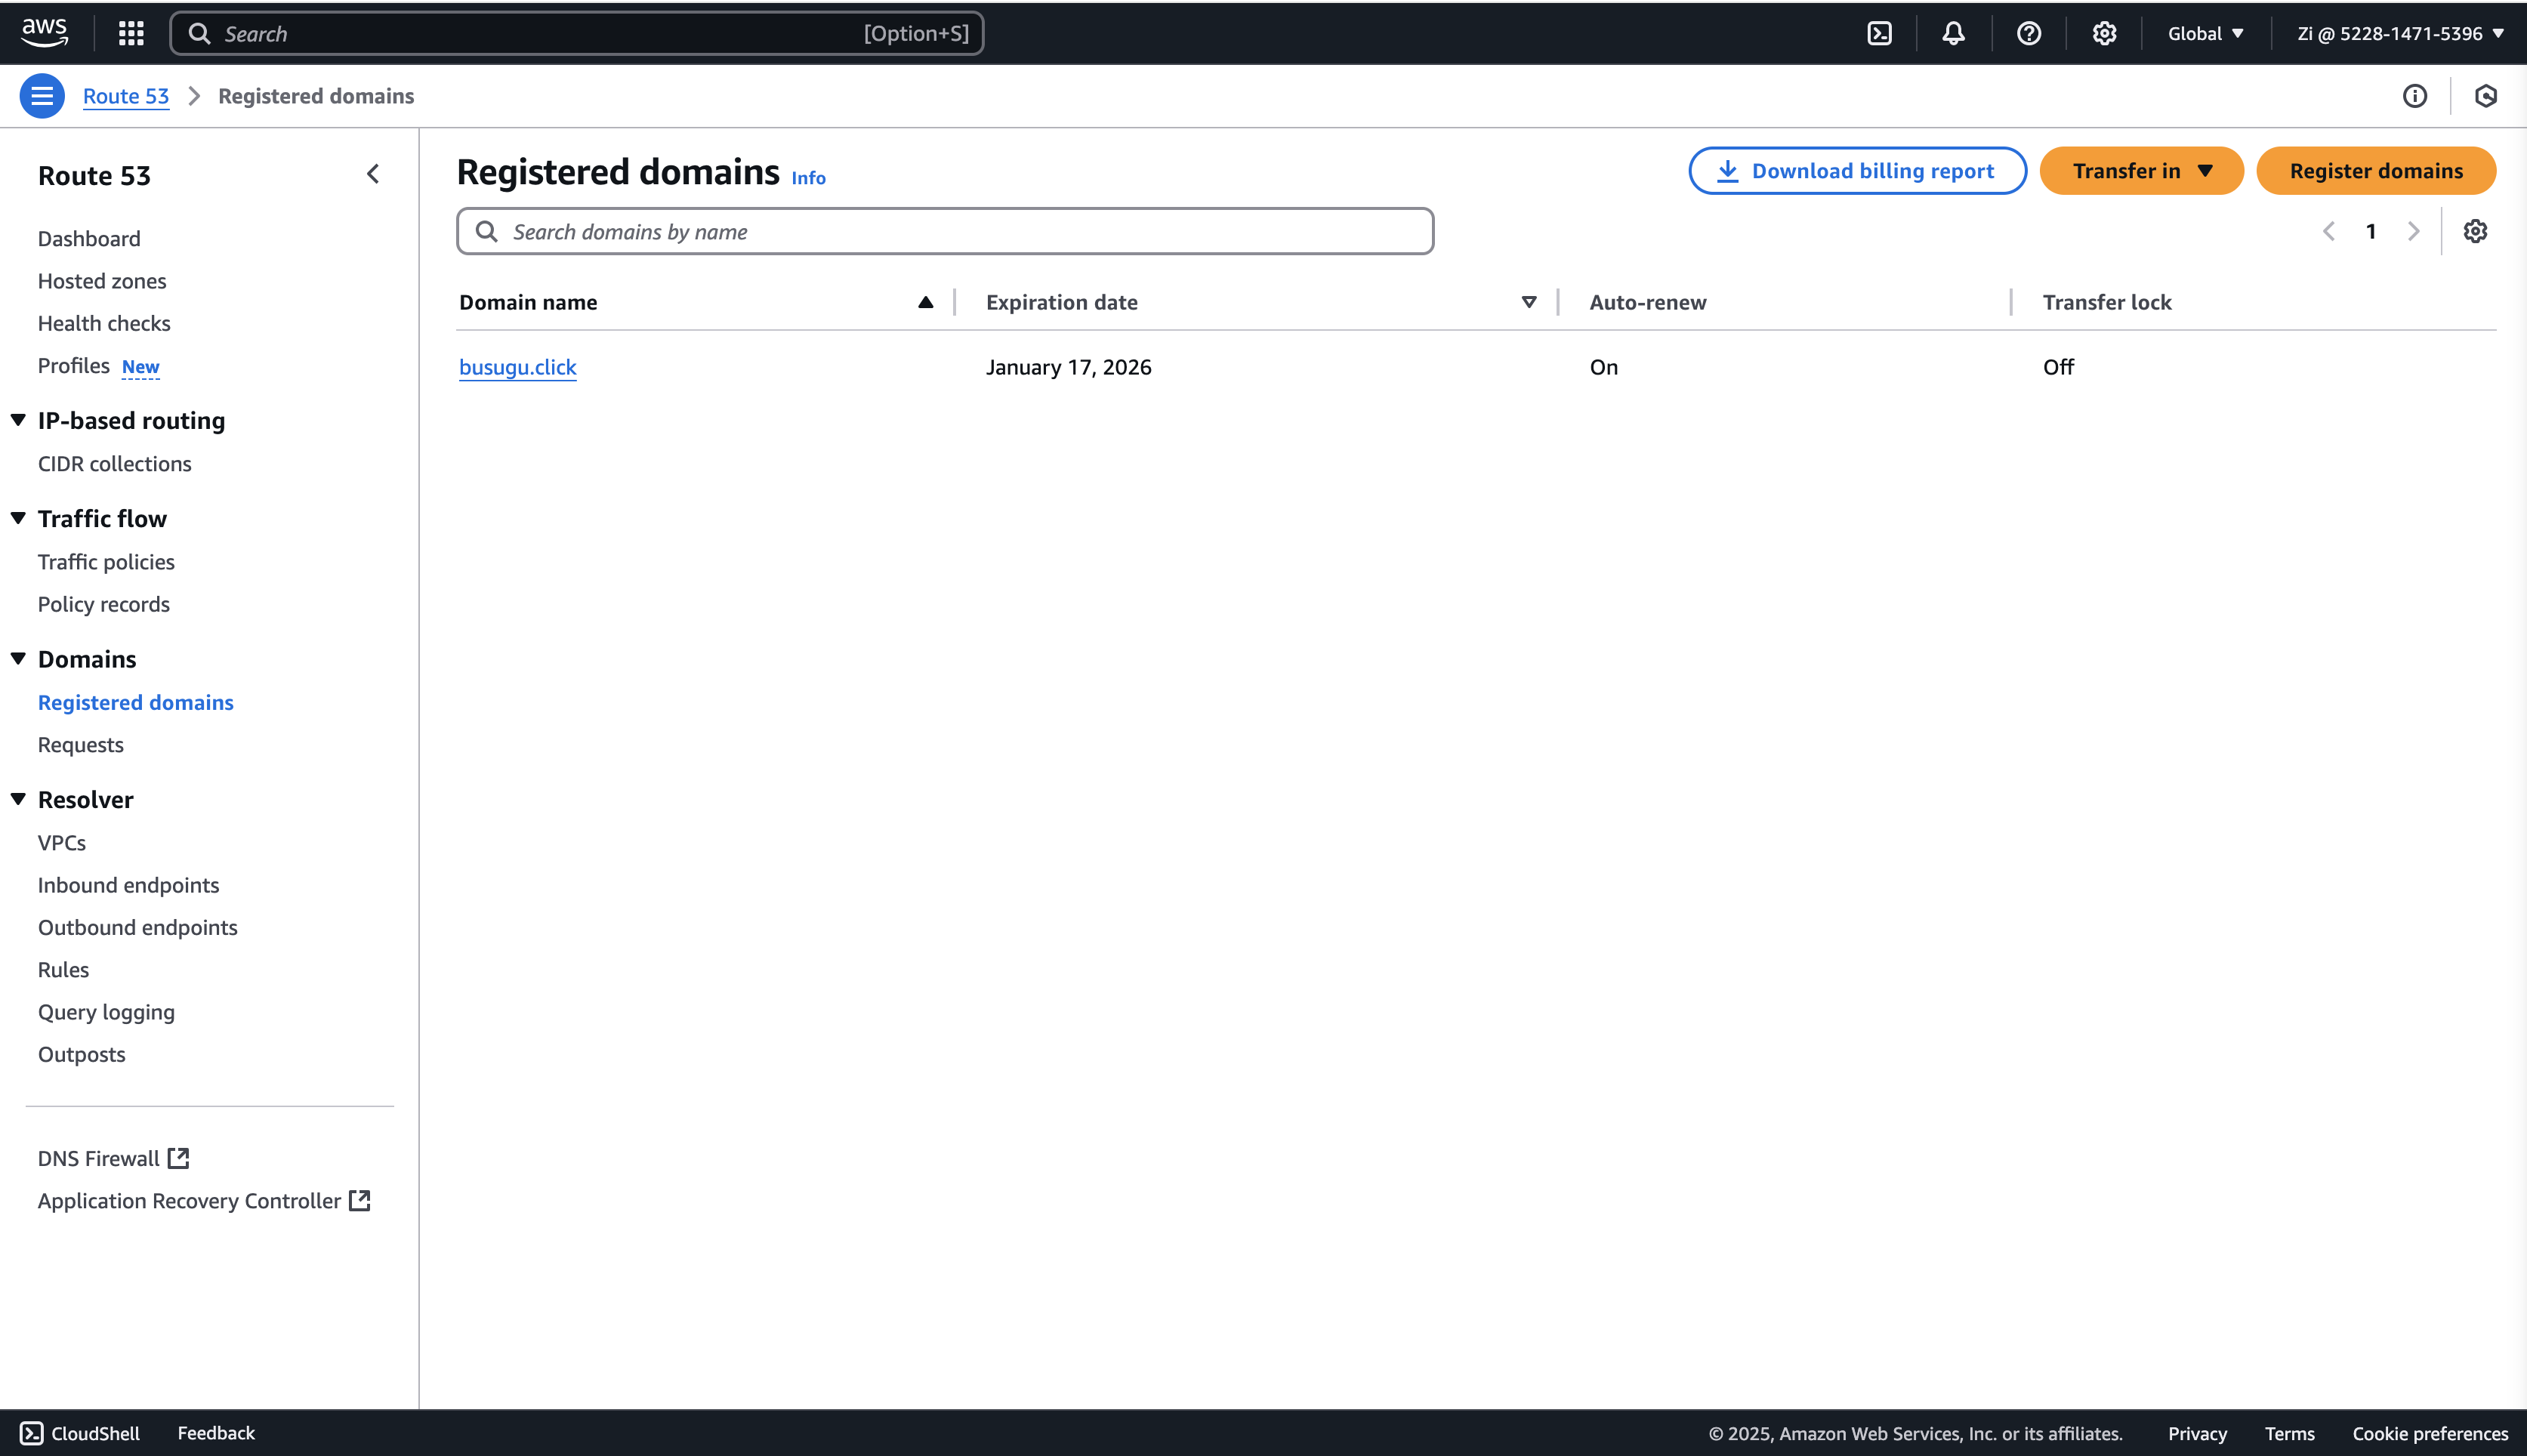 aws
Search [Option+S] Global Zi @ 5228-1471-5396
Route 53 Registered domains
Route 53
Dashboard
Hosted zones
Health checks
Profiles New
IP-based routing
CIDR collections
Traffic flow
Traffic policies
Policy records
Domains
Registered domains
Requests
Resolver
VPCs
Inbound endpoints
Outbound endpoints
Rules
Query logging
Outposts
DNS Firewall
Application Recovery Controller
Registered domains Info
Download billing report Transfer in Register domains
Search domains by name
1
Domain name Expiration date Auto-renew Transfer lock
busugu.click January 17, 2026 On Off
CloudShell Feedback © 2025, Amazon Web Services, Inc. or its affiliates. Privacy Terms Cookie preferences